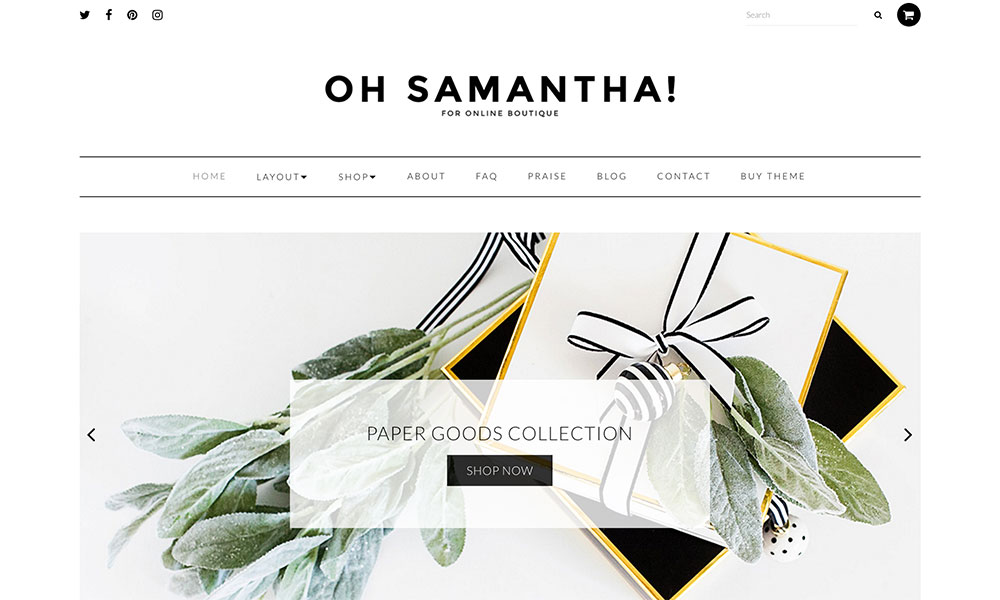 Search
OH SAMANTHA!
FOR ONLINE BOUTIQUE
HOME LAYOUT SHOP ABOUT FAQ PRAISE BLOG CONTACT BUY THEME
PAPER GOODS COLLECTION
SHOP NOW